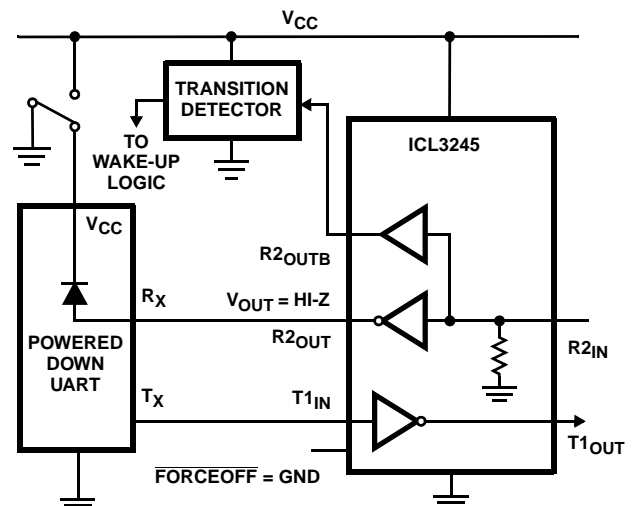 VCC
TRANSITION
DETECTOR
TO
WAKE-UP
LOGIC
ICL3245
VCC
R2OUTB
RX
VOUT = HI-Z
R2OUT
R2IN
POWERED
DOWN
UART
TX
T1IN
T1OUT
FORCEOFF = GND